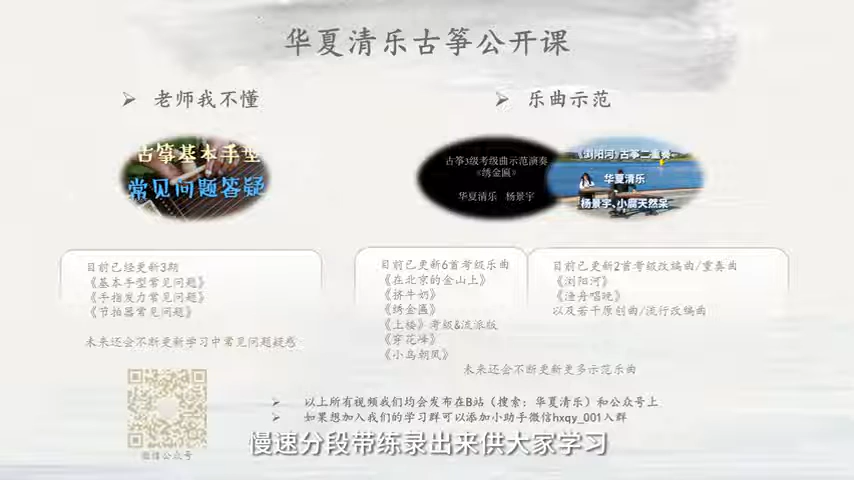 华夏清乐古筝公开课
老师我不懂
乐曲示范
古筝基本手型
常见问题答疑
古筝3级考级曲示范演奏
《绣金匾》
华夏清乐 杨景宇
《浏阳河》古筝二重奏
华夏清乐
杨景宇、小腐天然呆
目前已经更新3期
《基本手型常见问题》
《手指发力常见问题》
《节拍器常见问题》
未来还会不断更新学习中常见问题疑惑
目前已更新6首考级乐曲
《在北京的金山上》
《挤牛奶》
《绣金匾》
《上楼》考级&流派版
《穿花蜂》
《小鸟朝凤》
目前已更新2首考级改编曲/重奏曲
《浏阳河》
《渔舟唱晚》
以及若干原创曲/流行改编曲
未来还会不断更新更多示范乐曲
以上所有视频我们均会发布在B站（搜索：华夏清乐）和公众号上
如果想加入我们的学习群可以添加小助手微信hxqy_001入群
微信公众号
慢速分段带练录出来供大家学习